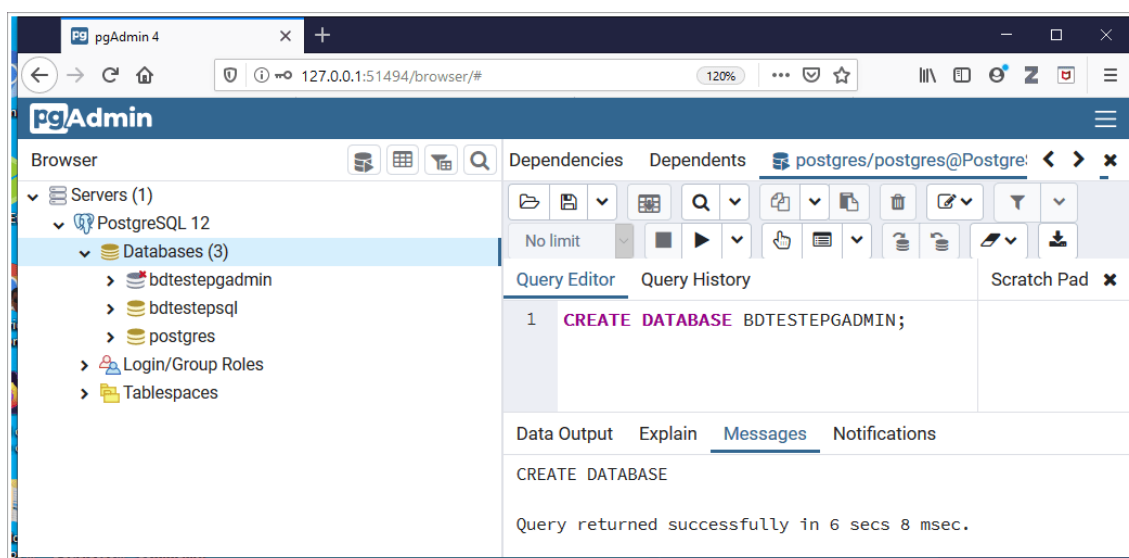 pgAdmin 4
127.0.0.1:51494/browser/#
120%
pgAdmin
Browser
Dependencies Dependents postgres/postgres@Postgre
Servers (1)
PostgreSQL 12
Databases (3)
bdtestepgadmin
bdtestepsql
postgres
Login/Group Roles
Tablespaces
No limit
Query Editor Query History Scratch Pad
1 CREATE DATABASE BDTESTEPGADMIN;
Data Output Explain Messages Notifications
CREATE DATABASE
Query returned successfully in 6 secs 8 msec.